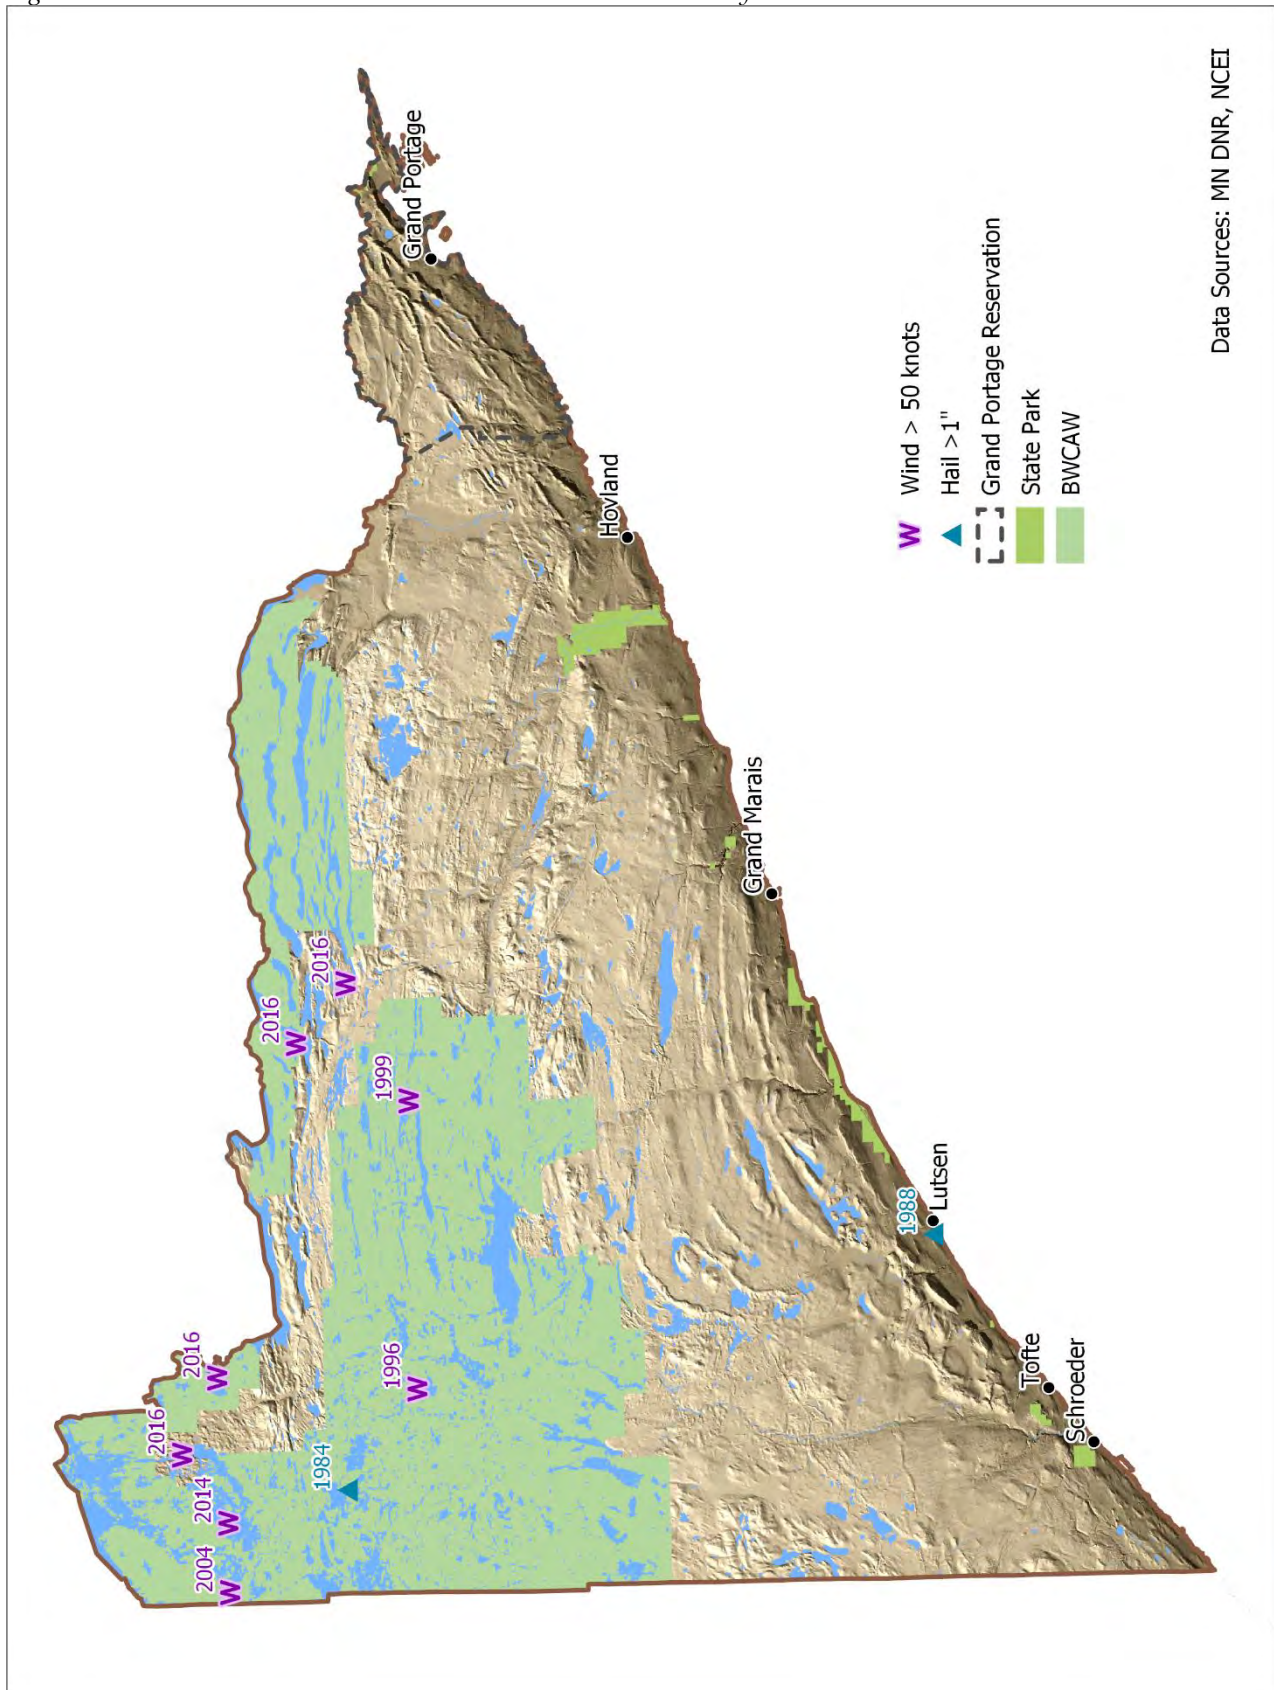 2004
2014
2016
2016
1984
1996
2016
2016
1999
1988
Grand Portage
Hovland
Grand Marais
Lutsen
Tofte
Schroeder
W Wind > 50 knots
Hail >1"
Grand Portage Reservation
State Park
BWCAW
Data Sources: MN DNR, NCEI